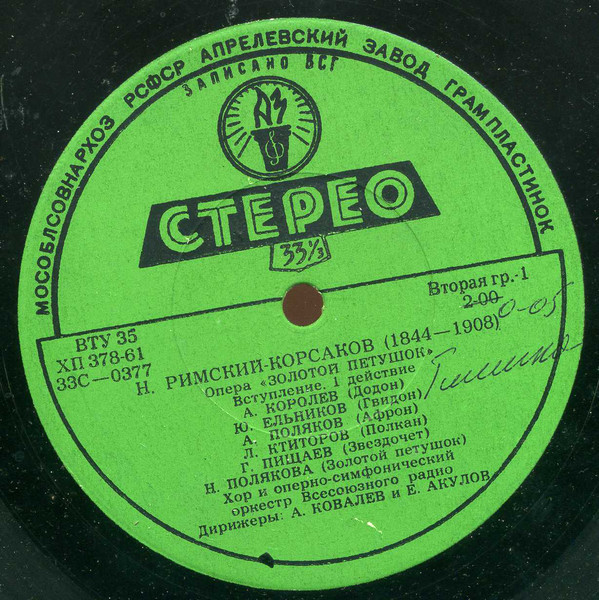 МОСОБЛСОВНАРХОЗ РСФСР АПРЕЛЕВСКИЙ ЗАВОД ГРАМПЛАСТИНОК
ЗАПИСАНО ВСГ
АЗ
СТЕРЕО
33⅓
ВТУ 35
ХП 378-61
33С—0377
Вторая гр.-1
2-00
0-05
Н. РИМСКИЙ-КОРСАКОВ (1844—1908)
Опера «ЗОЛОТОЙ ПЕТУШОК»
Вступление. 1 действие
А. КОРОЛЕВ (Додон)
Ю. ЕЛЬНИКОВ (Гвидон)
А. ПОЛЯКОВ (Афрон)
Л. КТИТОРОВ (Полкан)
Г. ПИЩАЕВ (Звездочет)
Н. ПОЛЯКОВА (Золотой петушок)
Хор и оперно-симфонический
оркестр Всесоюзного радио
Дирижеры: А. КОВАЛЕВ и Е. АКУЛОВ